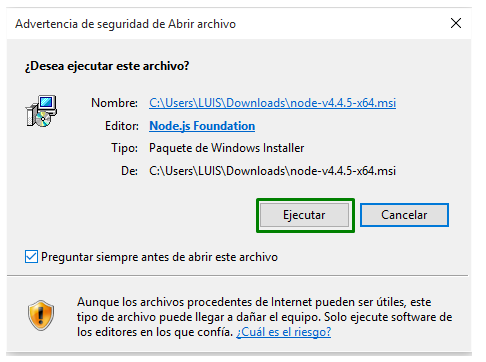 Advertencia de seguridad de Abrir archivo
¿Desea ejecutar este archivo?
Nombre: C:\Users\LUIS\Downloads\node-v4.4.5-x64.msi
Editor: Node.js Foundation
Tipo: Paquete de Windows Installer
De: C:\Users\LUIS\Downloads\node-v4.4.5-x64.msi
Ejecutar Cancelar
Preguntar siempre antes de abrir este archivo
Aunque los archivos procedentes de Internet pueden ser útiles, este
tipo de archivo puede llegar a dañar el equipo. Solo ejecute software de
los editores en los que confía. ¿Cuál es el riesgo?